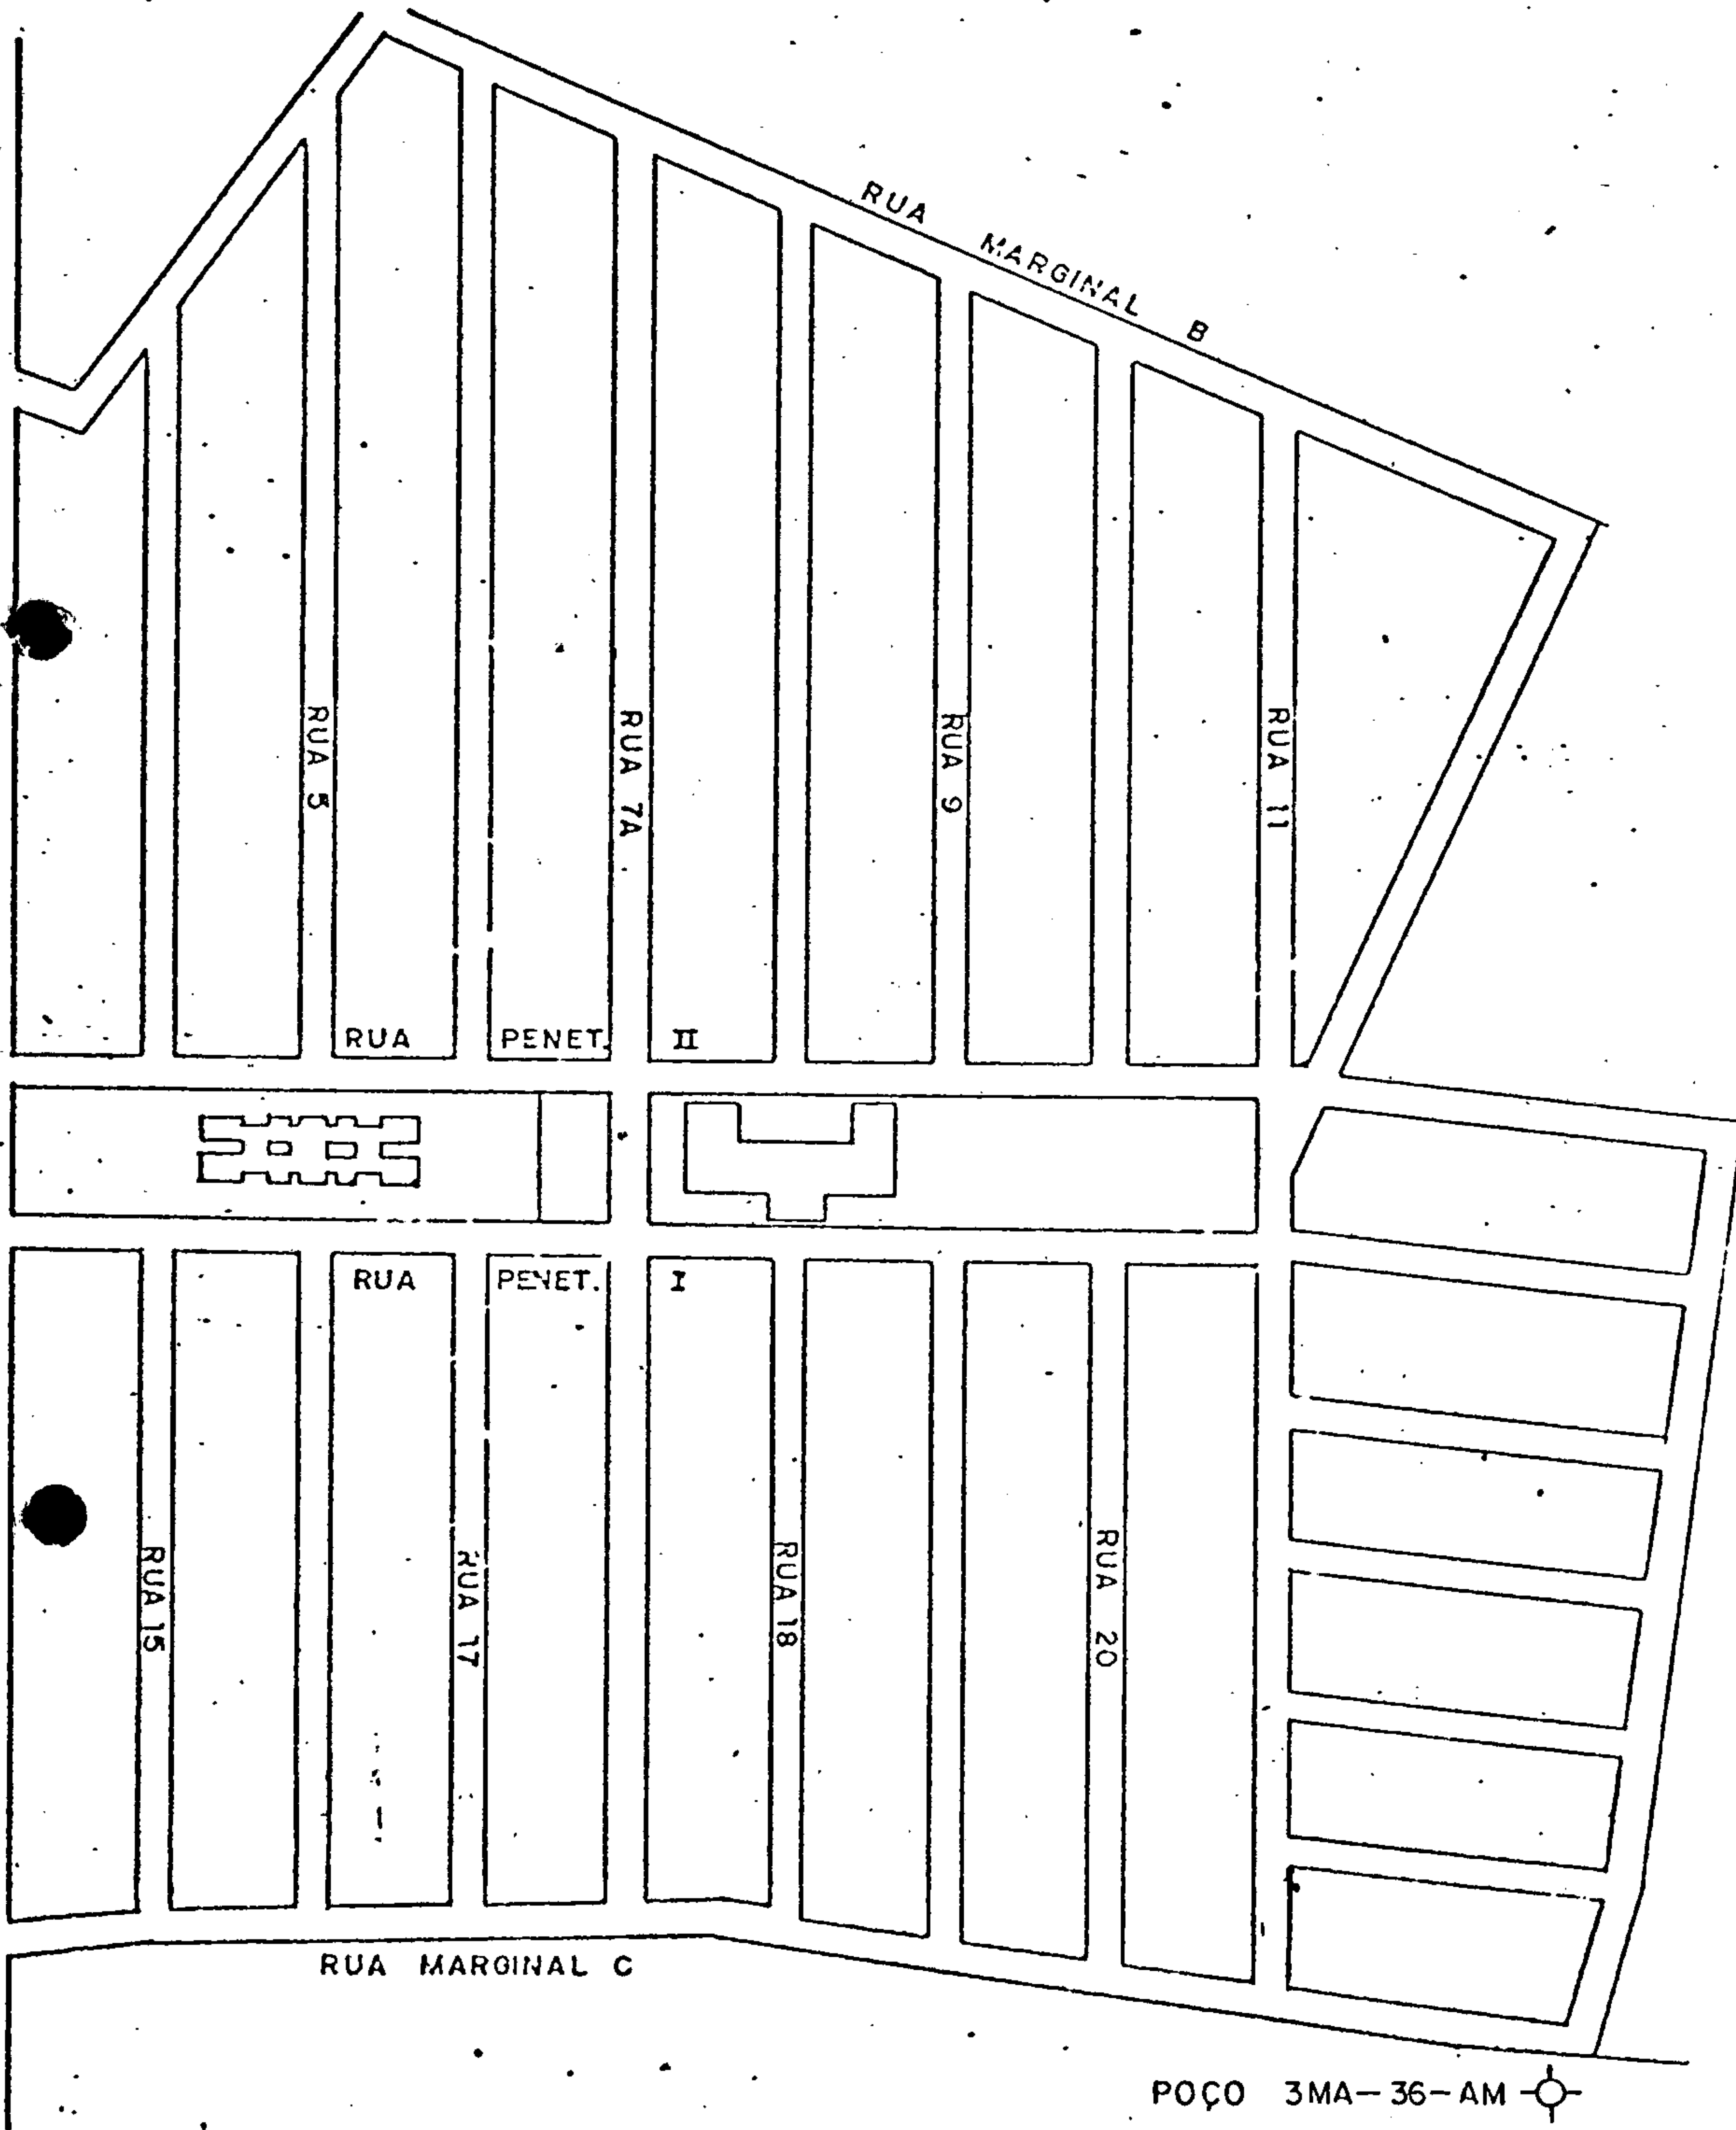 RUA MARGINAL B
RUA 5
RUA 7A
RUA 9
RUA 11
RUA PENET. II
RUA PENET. I
RUA 15
RUA 17
RUA 18
RUA 20
RUA MARGINAL C
POÇO 3MA-36-AM